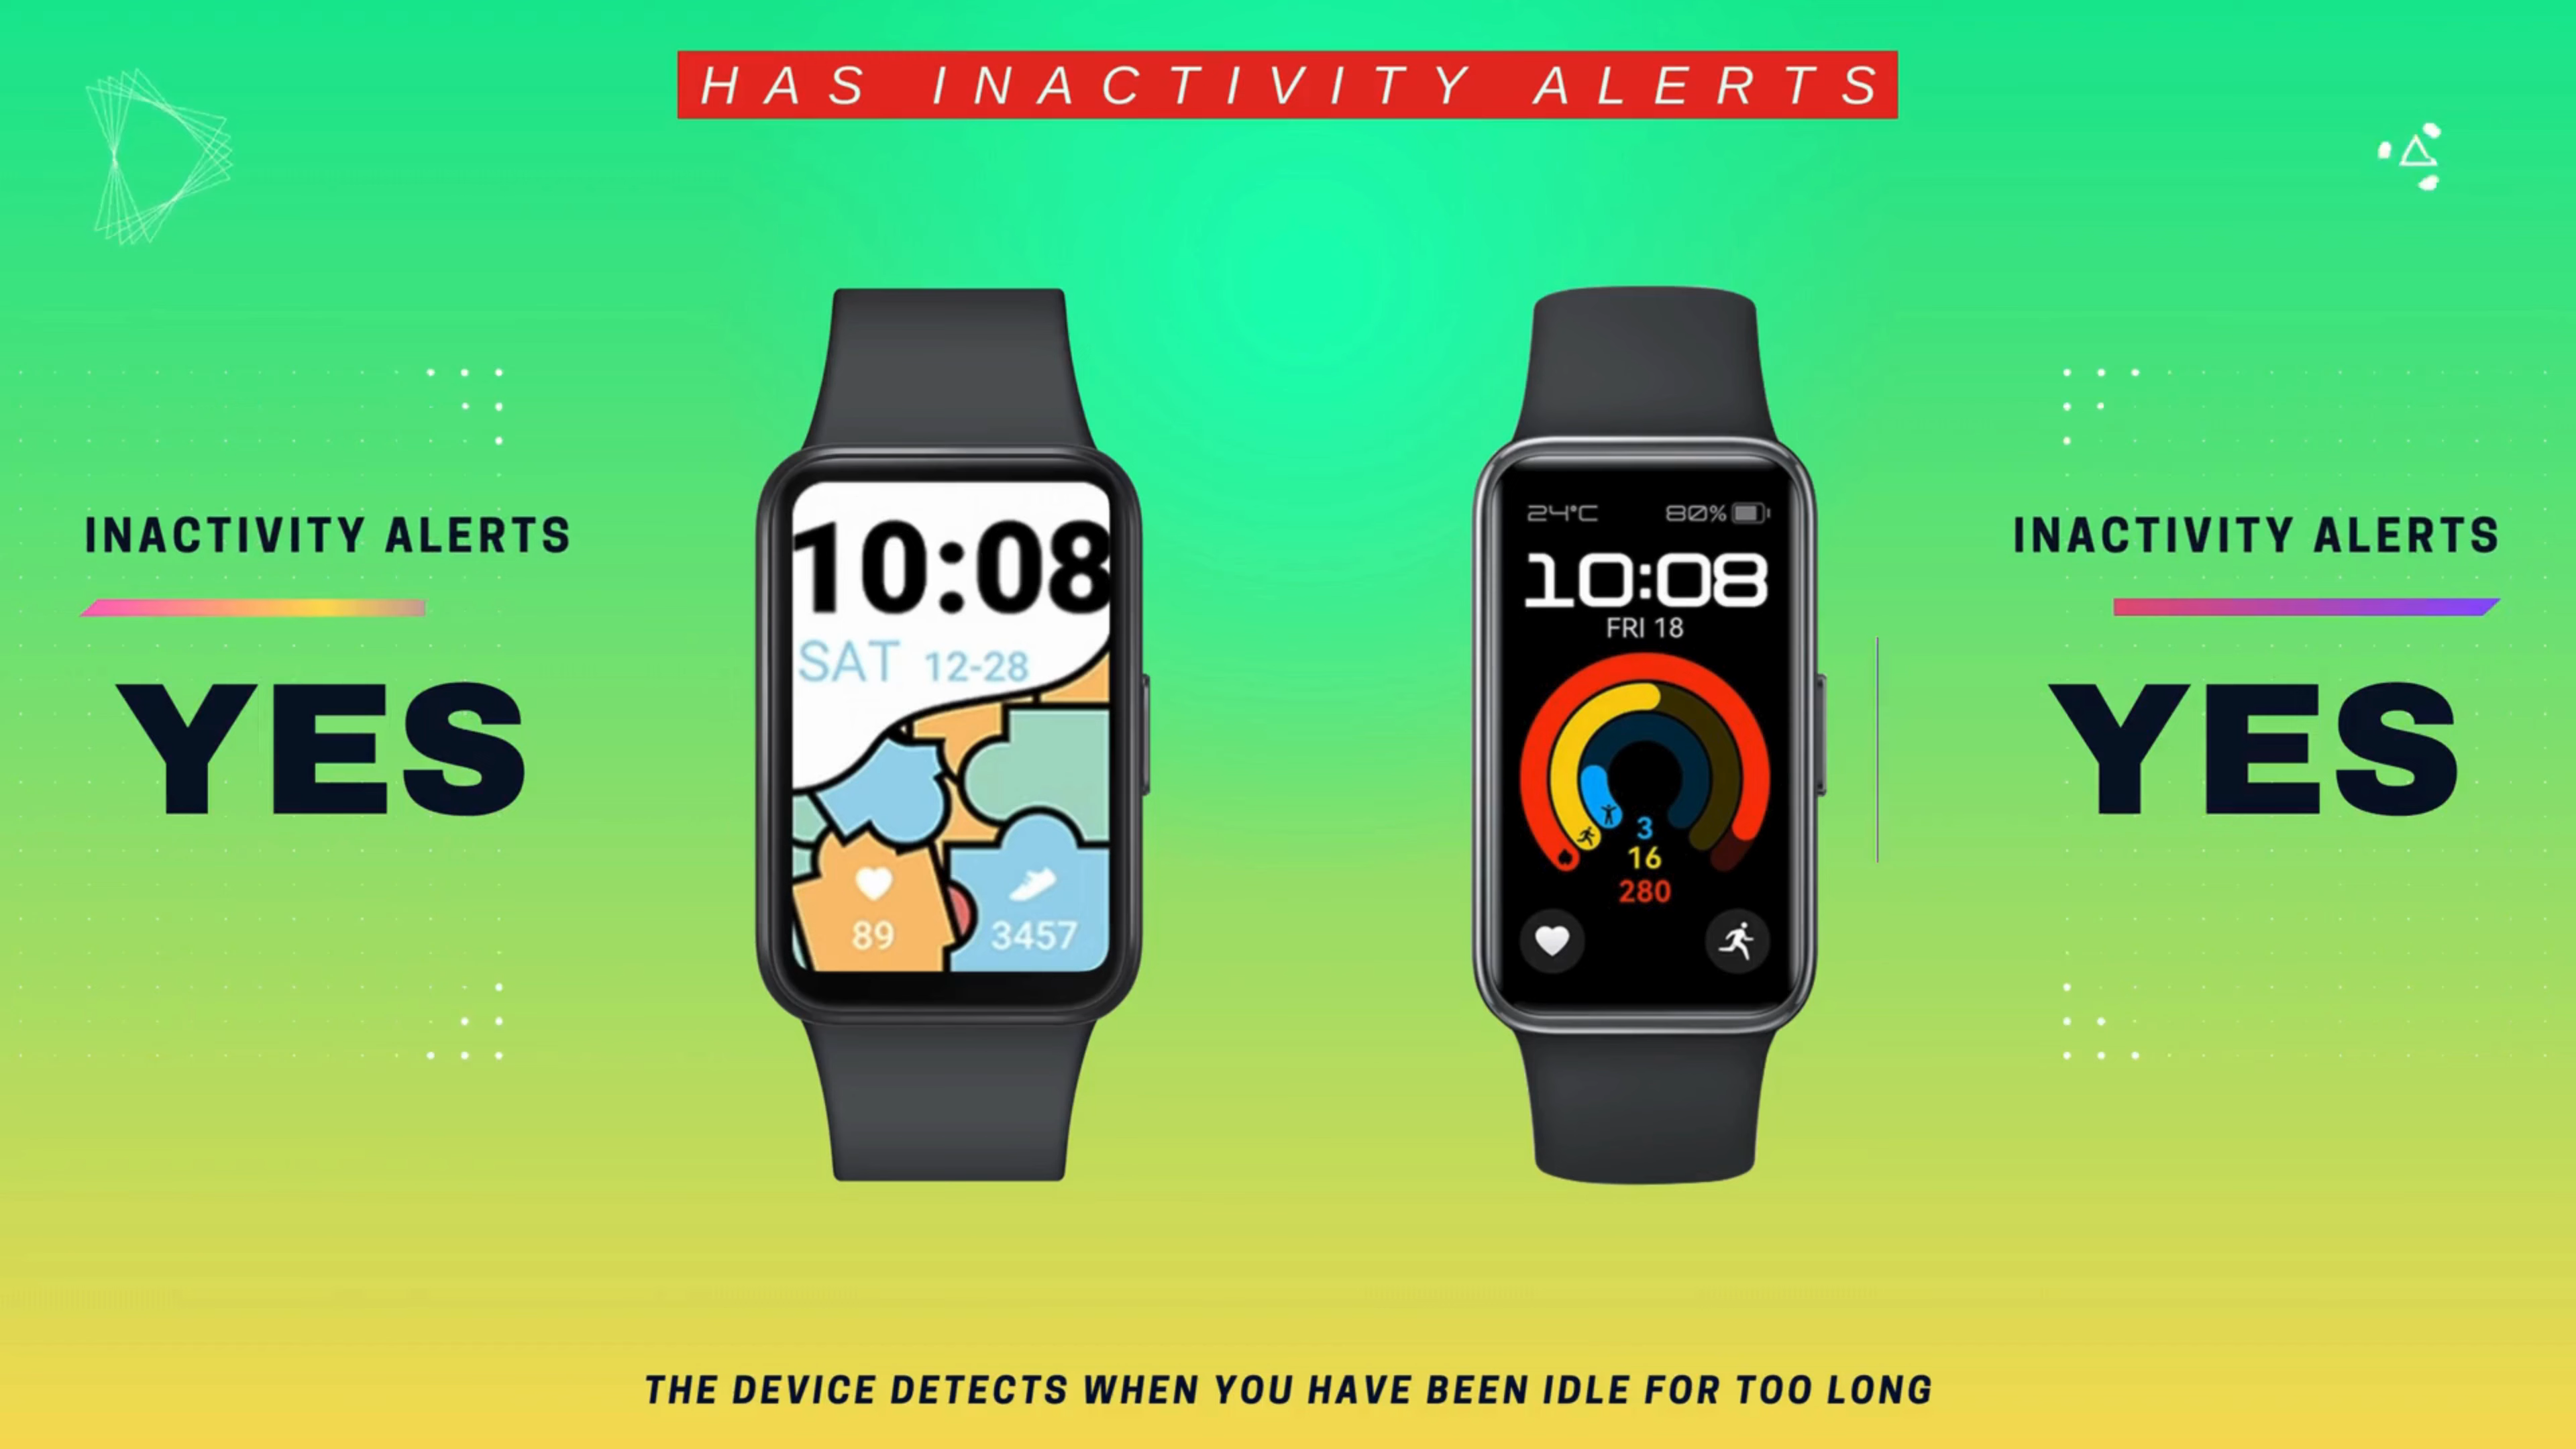 HAS INACTIVITY ALERTS
INACTIVITY ALERTS
YES
10:08
SAT 12-28
89
3457
24°C 80%
10:08
FRI 18
3
16
280
INACTIVITY ALERTS
YES
THE DEVICE DETECTS WHEN YOU HAVE BEEN IDLE FOR TOO LONG